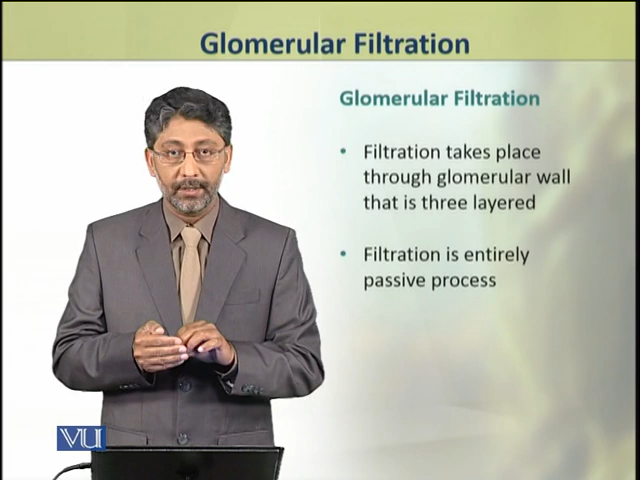 Glomerular Filtration
Glomerular Filtration
• Filtration takes place
through glomerular wall
that is three layered
• Filtration is entirely
passive process
VU